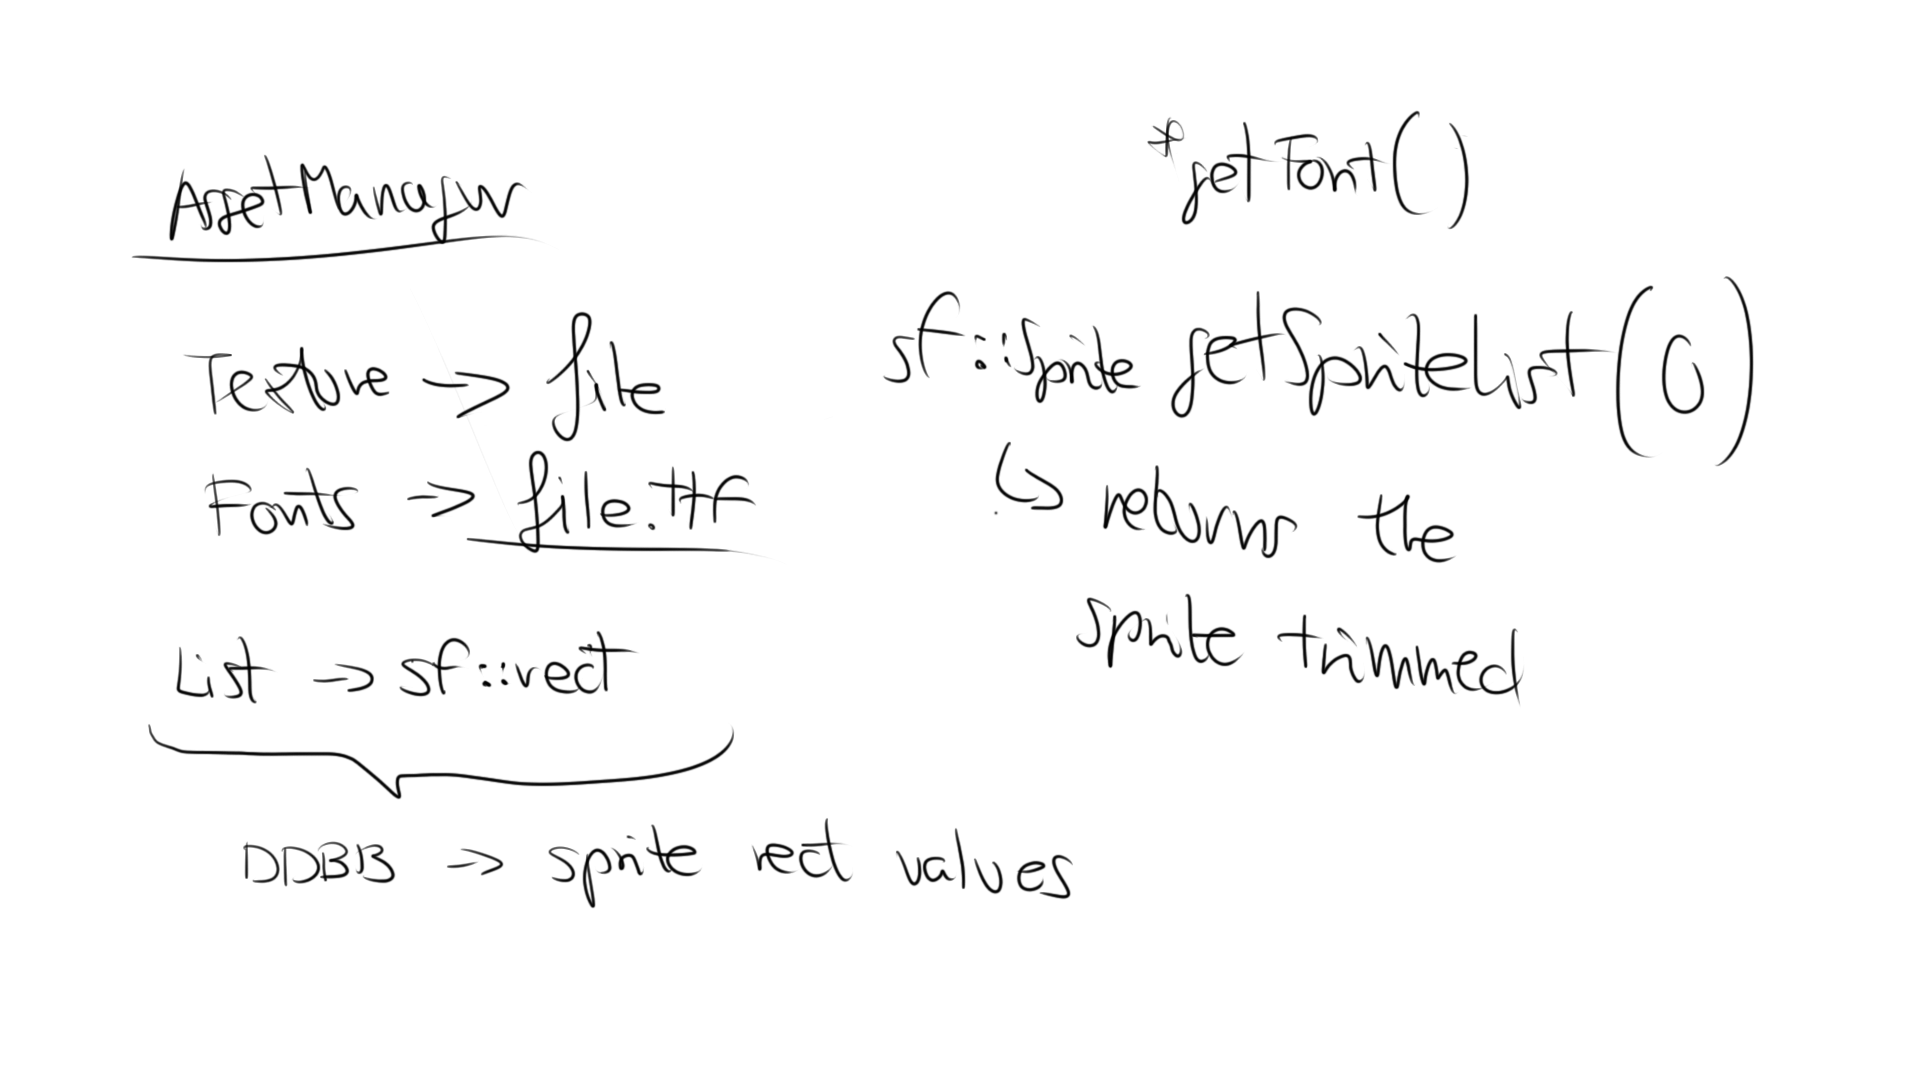 AssetManager
Texture -> file
Fonts -> file.ttf
List -> sf::rect
DDBB -> sprite rect values
*getFont()
sf::Sprite getSpriteList(0)
↳ returns the
sprite trimmed